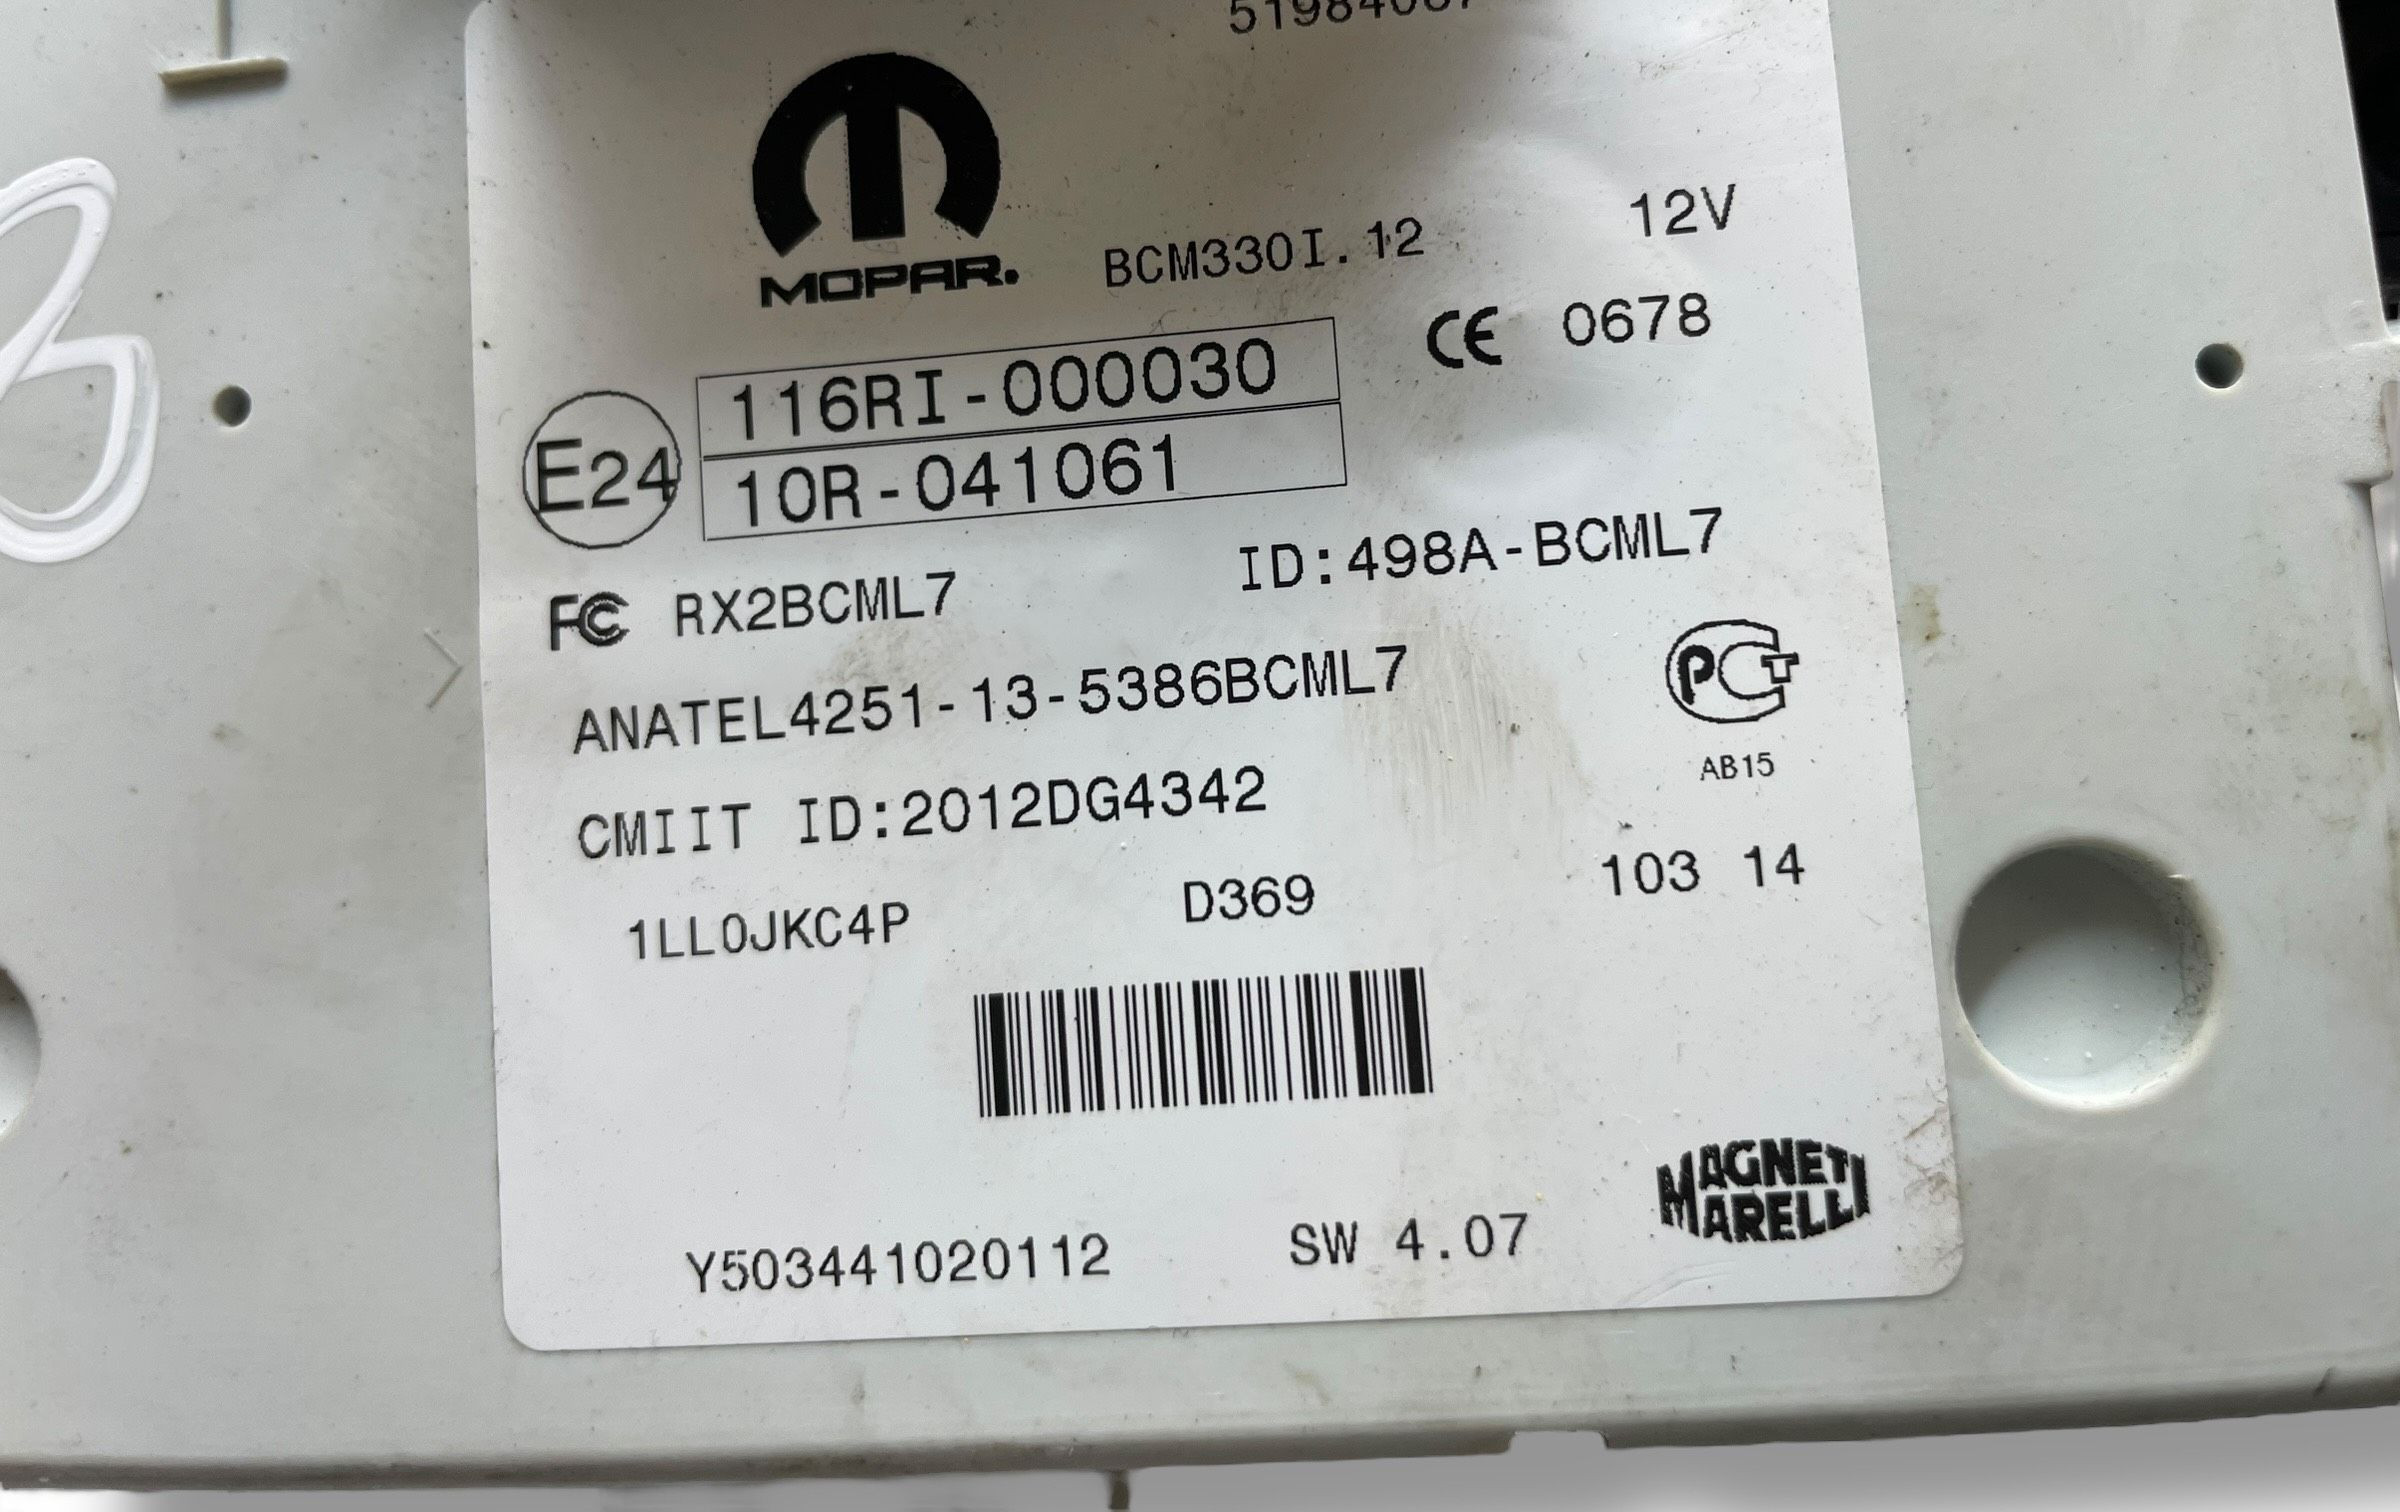 MOPAR.
BCM330I.12
12V
CE 0678
E24
116RI-000030
10R-041061
FC RX2BCML7
ID:498A-BCML7
ANATEL4251-13-5386BCML7
PCT
AB15
CMIIT ID:2012DG4342
1LL0JKC4P
D369
103 14
Y503441020112
SW 4.07
MAGNETI
MARELLI